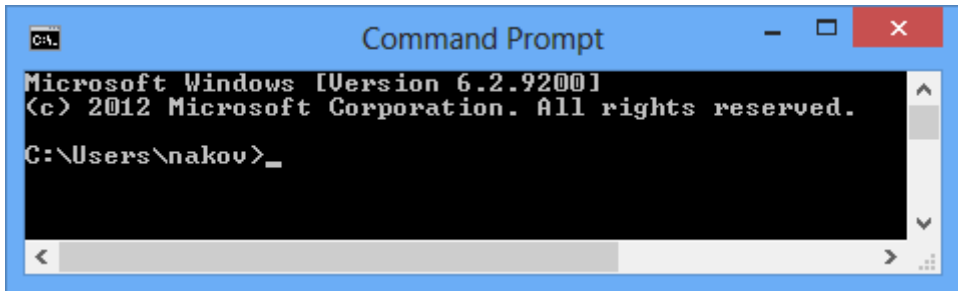 C:\.
Command Prompt
Microsoft Windows [Version 6.2.9200]
(c) 2012 Microsoft Corporation. All rights reserved.
C:\Users\nakov>_